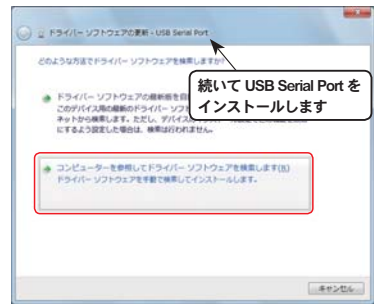 ドライバー ソフトウェアの更新 - USB Serial Port
どのような方法でドライバー ソフトウェアを検索しますか?
続いて USB Serial Port を
インストールします
ドライバー ソフトウェアの最新版を自
このデバイス用の最新のドライバー ソフ
ネットから検索します。ただし、デバイス
にするよう設定した場合は、検索は行われません。
コンピューターを参照してドライバー ソフトウェアを検索します(R)
ドライバー ソフトウェアを手動で検索してインストールします。
キャンセル